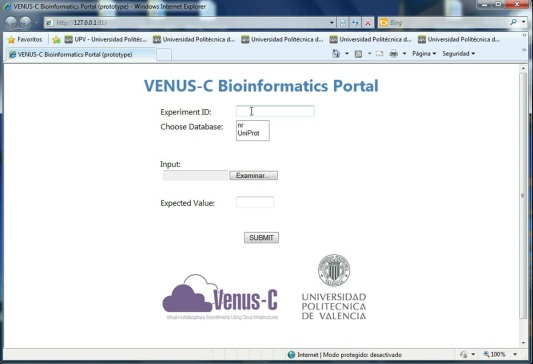 VENUS-C Bioinformatics Portal (prototype) - Windows Internet Explorer
http://127.0.0.1:81/
Bing
Favoritos
UPV - Universidad Politéc...
Universidad Politécnica d...
Universidad Politécnica d...
Universidad Politécnica d...
Universidad Politécnica d...
VENUS-C Bioinformatics Portal (prototype)
Página
Seguridad
VENUS-C Bioinformatics Portal
Experiment ID:
Choose Database:
nr
UniProt
Input:
Examinar...
Expected Value:
SUBMIT
Venus-C
Virtual multidisciplinary EnviroNments USing Cloud Infrastructures
UNIVERSIDAD
POLITECNICA
DE VALENCIA
Internet | Modo protegido: desactivado
100%